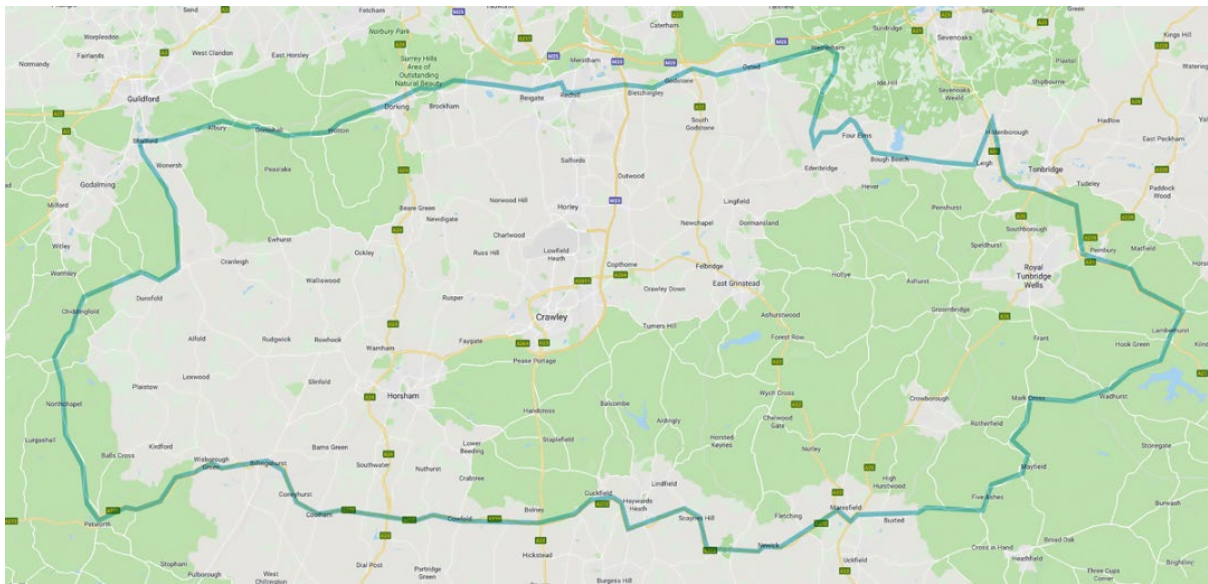 Norbury Park
Fetcham
Caterham
Sundridge
Seal
Green
Kings Hill
Worplesdon
Fairlands
Normandy
West Clandon
East Horsley
Merstham
Sevenoaks
Plaxtol
Guildford
Surrey Hills
Area of
Outstanding
Natural Beauty
Westerham
Ide Hill
Shipbourne
Oxted
Godstone
Bletchingley
Redhill
Reigate
Brockham
Dorking
Sevenoaks
Weald
Hadlow
East Peckham
Albury
Gomshall
Wotton
Shalford
South
Godstone
Four Elms
Hildenborough
Wonersh
Peaslake
Salfords
Outwood
Edenbridge
Bough Beech
Leigh
Tonbridge
Tudeley
Paddock
Wood
Godalming
Milford
Witley
Beare Green
Newdigate
Norwood Hill
Horley
Lingfield
Hever
Penshurst
Southborough
Ewhurst
Ockley
Charlwood
Newchapel
Dormansland
Speldhurst
Pembury
Matfield
Cranleigh
Walliswood
Russ Hill
Lowfield
Heath
Copthorne
Felbridge
Royal
Tunbridge
Wells
Wormley
Dunsfold
Rusper
Crawley Down
East Grinstead
Ashurst
Chiddingfold
Crawley
Turners Hill
Ashurstwood
Groombridge
Lamberhurst
Alfold
Rudgwick
Rowhook
Warnham
Faygate
Forest Row
Frant
Hook Green
Pease Portage
Plaistow
Loxwood
Slinfold
Horsham
Wych Cross
Wadhurst
Northchapel
Handcross
Balcombe
Ardingly
Chelwood
Gate
Crowborough
Mark Cross
Rotherfield
Lurgashall
Kirdford
Barns Green
Lower
Beeding
Staplefield
Horsted
Keynes
Nutley
Stonegate
Balls Cross
Wisborough
Green
Billingshurst
Southwater
Nuthurst
Crabtree
Lindfield
High
Hurstwood
Mayfield
Coneyhurst
Cuckfield
Haywards
Heath
Fletching
Maresfield
Five Ashes
Burwash
Petworth
Coolham
Cowfold
Bolney
Scaynes Hill
Buxted
Hickstead
Newick
Uckfield
Cross in Hand
Broad Oak
Heathfield
Stopham
Pulborough
West
Chiltington
Dial Post
Partridge
Green
Burgess Hill
Three Cups
Corner
Brightling